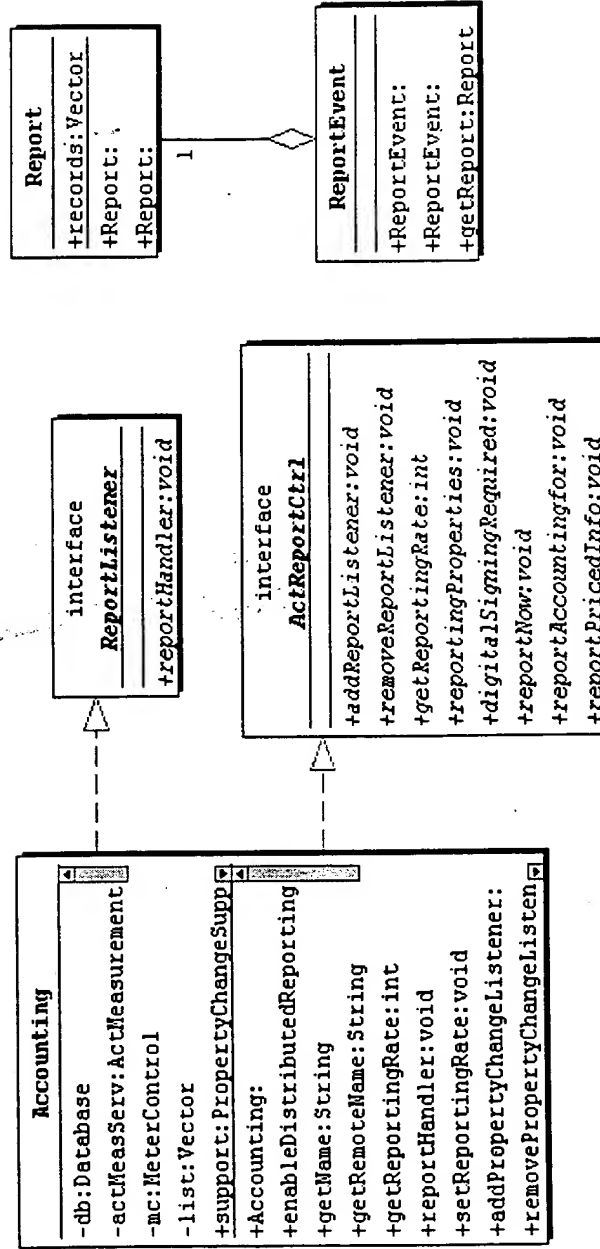 Accounting
-db:Database
-actMeasServ:ActMeasurement
-mc:MeterControl
-list:Vector
+support:PropertyChangeSupp
+Accounting:
+enableDistributedReporting
+getName:String
+getRemoteName:String
+getReportingRate:int
+reportHandler:void
+setReportingRate:void
+addPropertyChangeListener:
+removePropertyChangeListen
interface
ReportListener
+reportHandler:void
interface
ActReportCtrl
+addReportListener:void
+removeReportListener:void
+getReportingRate:int
+reportingProperties:void
+digitalSigningRequired:void
+reportNow:void
+reportAccountingfor:void
+reportPricedInfo:void
Report
+records:Vector
+Report:
+Report:
1
ReportEvent
+ReportEvent:
+ReportEvent:
+getReport:Report